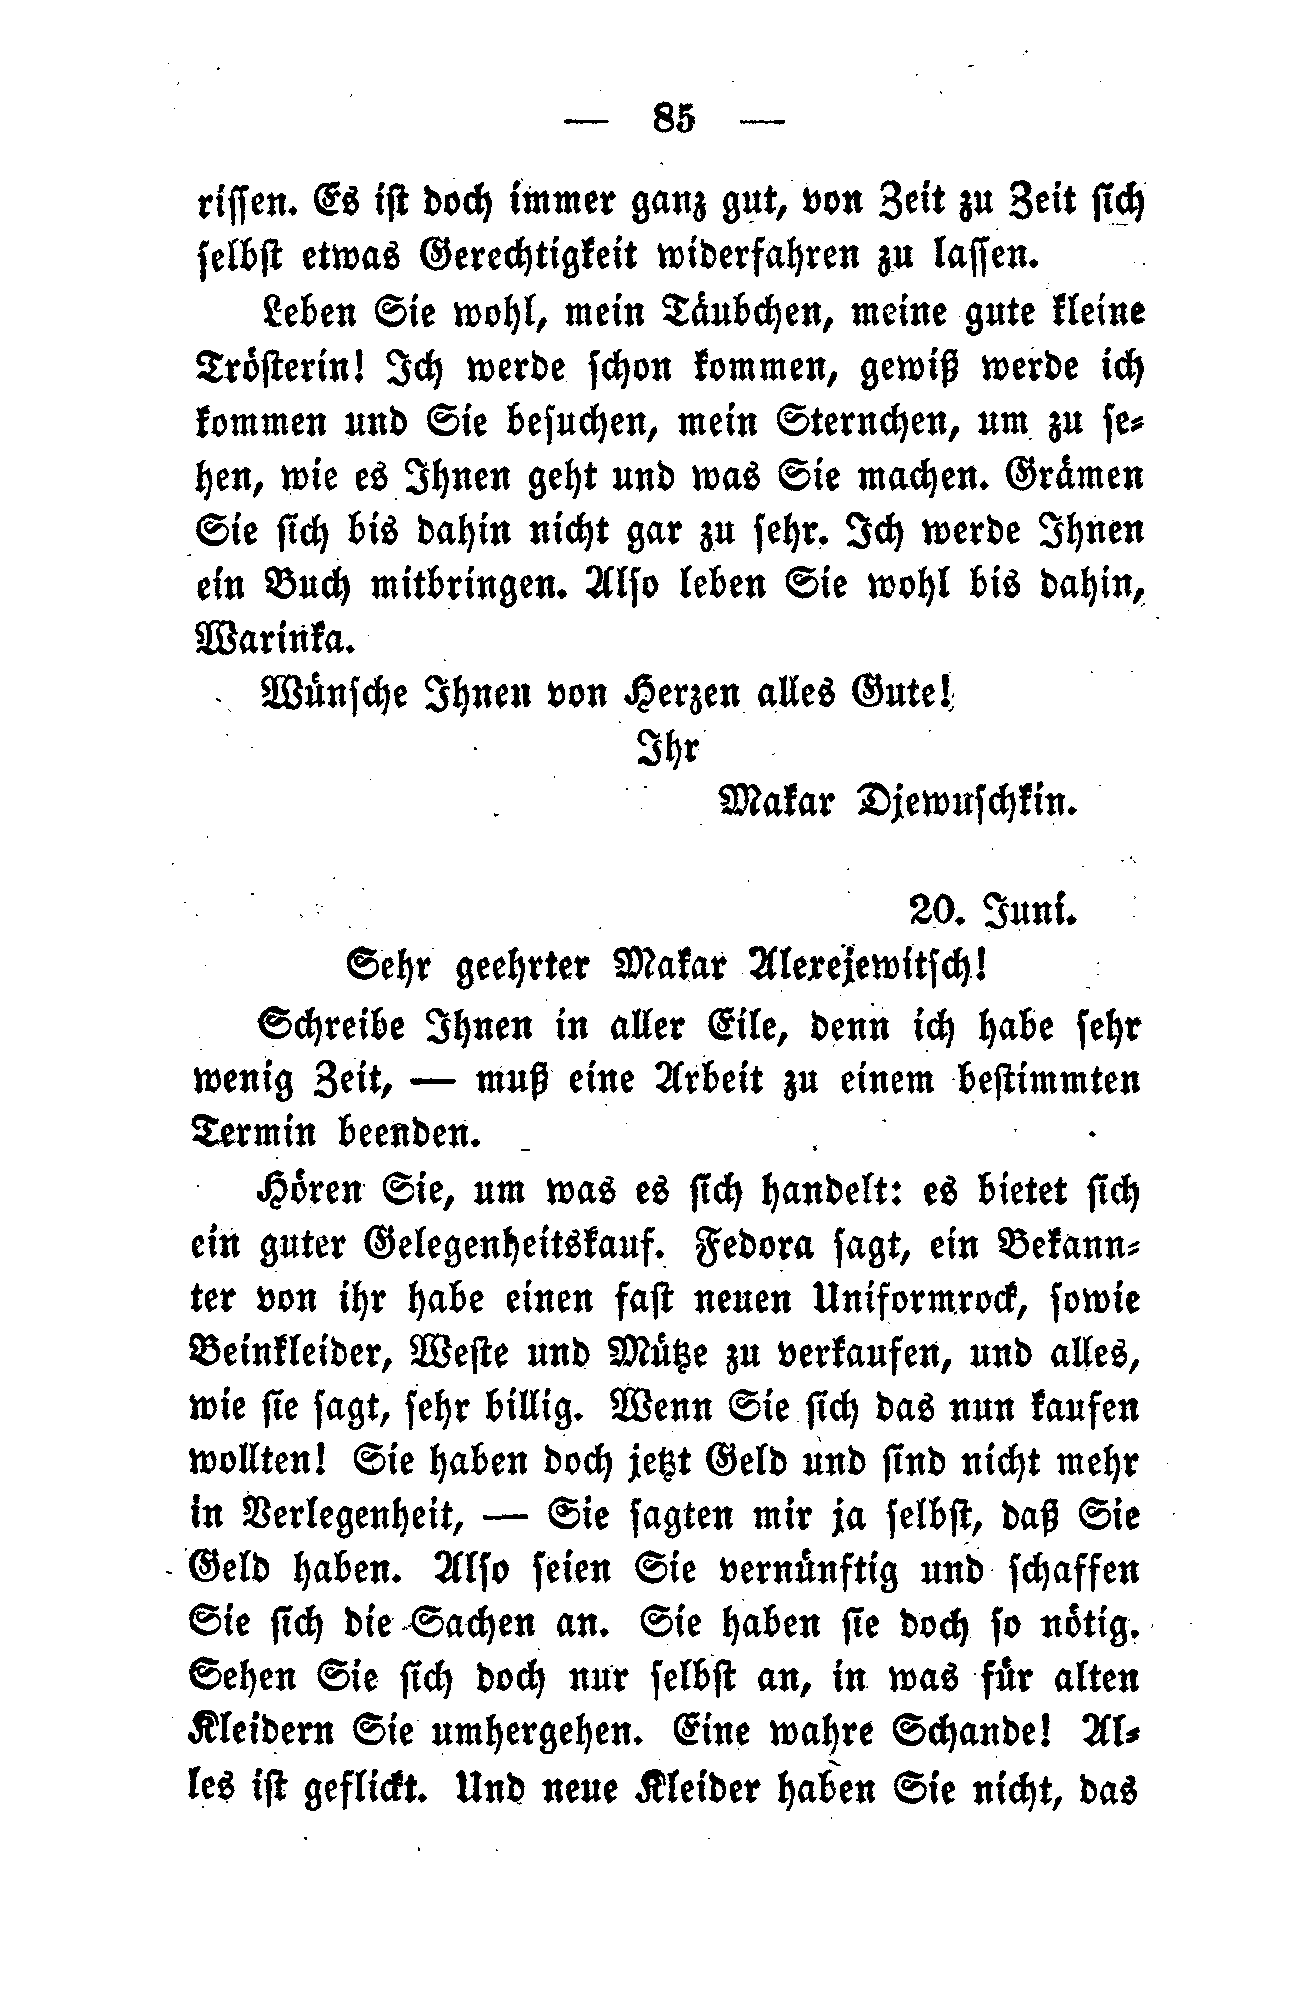 — 85 —
rissen. Es ist doch immer ganz gut, von Zeit zu Zeit sich
selbst etwas Gerechtigkeit widerfahren zu lassen.
Leben Sie wohl, mein Täubchen, meine gute kleine
Trösterin! Ich werde schon kommen, gewiß werde ich
kommen und Sie besuchen, mein Sternchen, um zu se-
hen, wie es Ihnen geht und was Sie machen. Grämen
Sie sich bis dahin nicht gar zu sehr. Ich werde Ihnen
ein Buch mitbringen. Also leben Sie wohl bis dahin,
Warinka.
Wünsche Ihnen von Herzen alles Gute!
Ihr
Makar Djewuschkin.
20. Juni.
Sehr geehrter Makar Alexejewitsch!
Schreibe Ihnen in aller Eile, denn ich habe sehr
wenig Zeit, — muß eine Arbeit zu einem bestimmten
Termin beenden.
Hören Sie, um was es sich handelt: es bietet sich
ein guter Gelegenheitskauf. Fedora sagt, ein Bekann-
ter von ihr habe einen fast neuen Uniformrock, sowie
Beinkleider, Weste und Mütze zu verkaufen, und alles,
wie sie sagt, sehr billig. Wenn Sie sich das nun kaufen
wollten! Sie haben doch jetzt Geld und sind nicht mehr
in Verlegenheit, — Sie sagten mir ja selbst, daß Sie
Geld haben. Also seien Sie vernünftig und schaffen
Sie sich die Sachen an. Sie haben sie doch so nötig.
Sehen Sie sich doch nur selbst an, in was für alten
Kleidern Sie umhergehen. Eine wahre Schande! Al-
les ist geflickt. Und neue Kleider haben Sie nicht, das